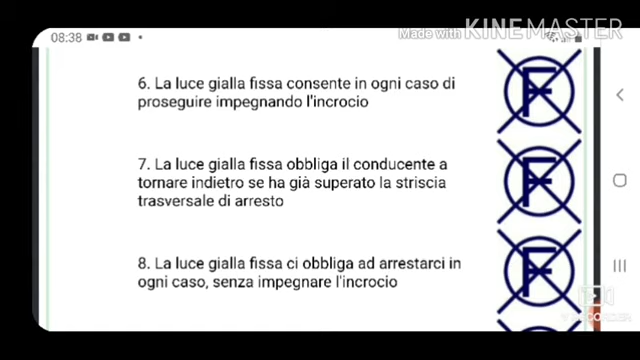 Made with KINEMASTER
08:38
6. La luce gialla fissa consente in ogni caso di
proseguire impegnando l'incrocio
F
7. La luce gialla fissa obbliga il conducente a
tornare indietro se ha già superato la striscia
trasversale di arresto
F
8. La luce gialla fissa ci obbliga ad arrestarci in
ogni caso, senza impegnare l'incrocio
F